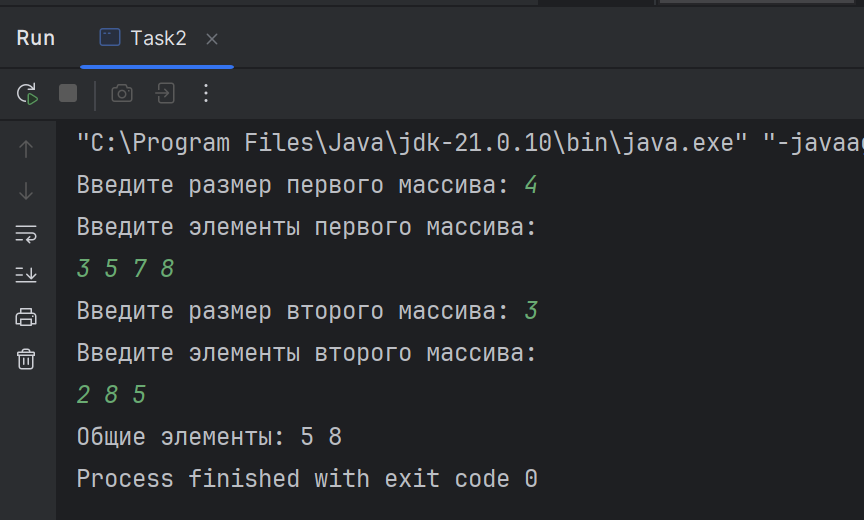 Run Task2
"C:\Program Files\Java\jdk-21.0.10\bin\java.exe" "-javaag
Введите размер первого массива: 4
Введите элементы первого массива:
3 5 7 8
Введите размер второго массива: 3
Введите элементы второго массива:
2 8 5
Общие элементы: 5 8
Process finished with exit code 0